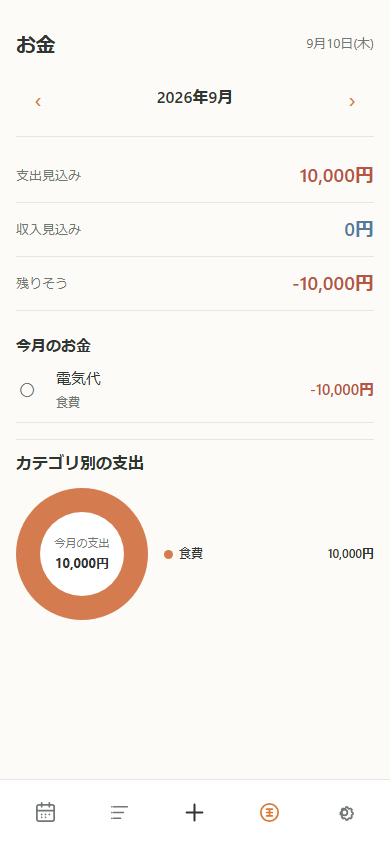 お金
9月10日(木)
‹ 2026年9月 ›
支出見込み 10,000円
収入見込み 0円
残りそう -10,000円
今月のお金
電気代
食費
-10,000円
カテゴリ別の支出
今月の支出
10,000円
食費 10,000円